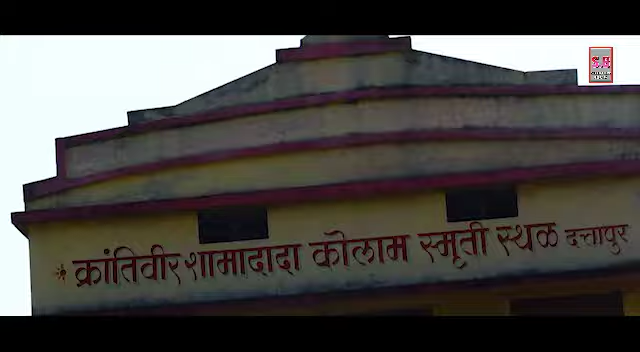 क्रांतिवीर शामादादा कोलाम स्मृती स्थळ दत्तापुर